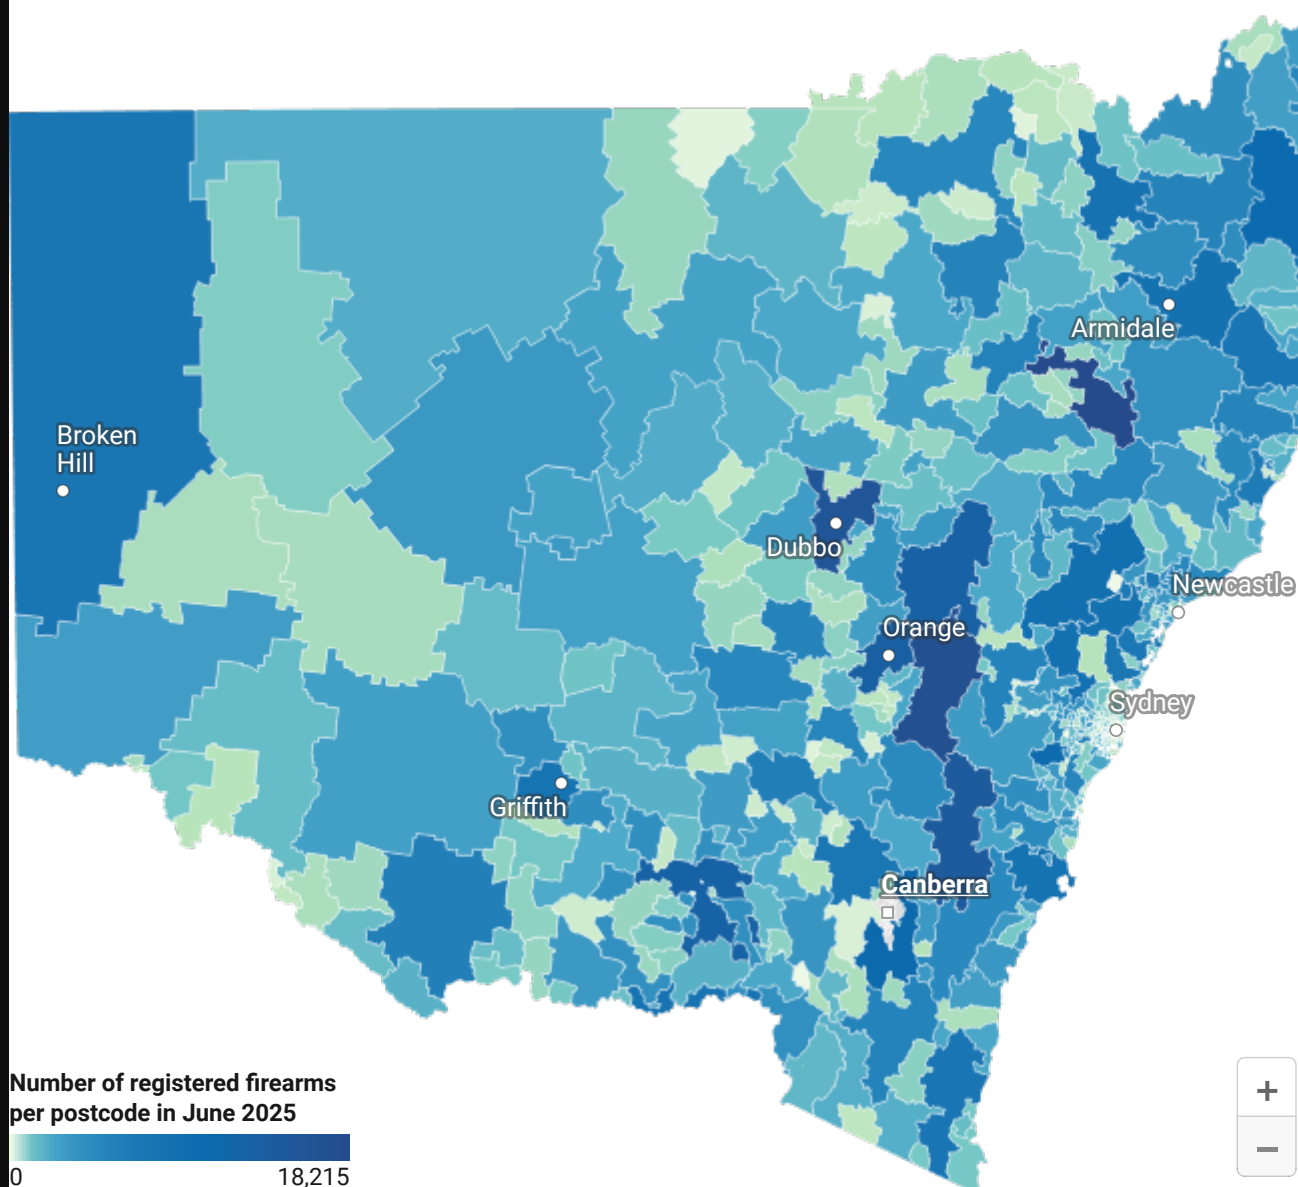 Armidale
Broken
Hill
Dubbo
Newcastle
Orange
Sydney
Griffith
Canberra
Number of registered firearms
per postcode in June 2025
0 18,215
+
−